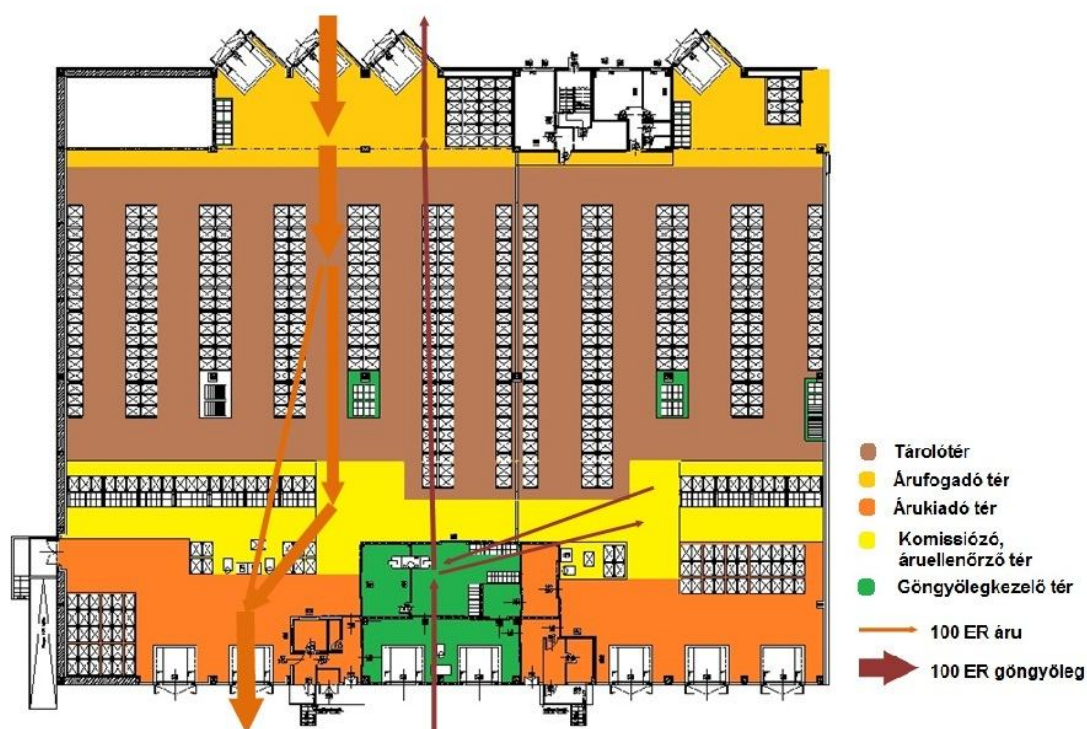 Tárolótér
Árufogadó tér
Árukiadó tér
Komissiózó,
áruellenőrző tér
Göngyölegkezelő tér
100 ER áru
100 ER göngyöleg